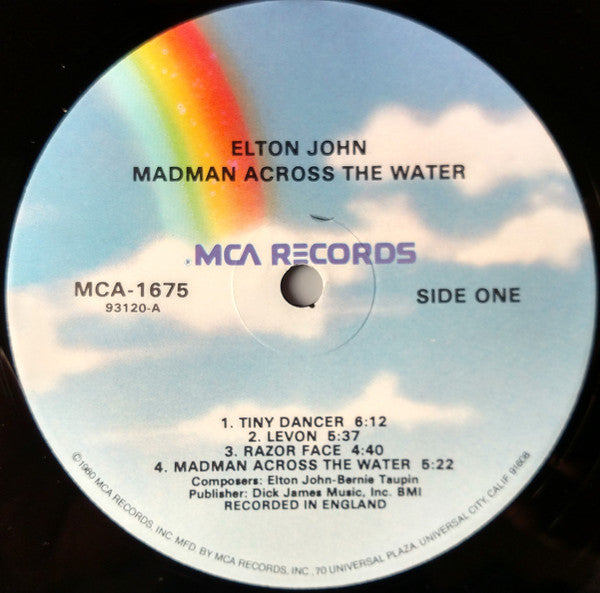 ELTON JOHN
MADMAN ACROSS THE WATER
®MCA RECORDS
MCA-1675
93120-A
SIDE ONE
1. TINY DANCER 6:12
2. LEVON 5:37
3. RAZOR FACE 4:40
4. MADMAN ACROSS THE WATER 5:22
Composers: Elton John-Bernie Taupin
Publisher: Dick James Music, Inc. BMI
RECORDED IN ENGLAND
©1980 MCA RECORDS, INC. MFD. BY MCA RECORDS, INC., 70 UNIVERSAL PLAZA, UNIVERSAL CITY, CALIF. 91608